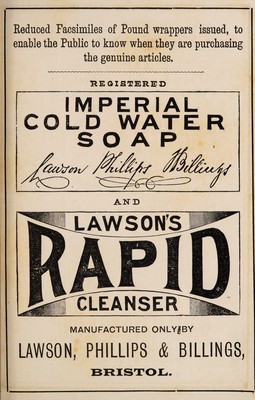 Reduced Facsimiles of Pound wrappers issued, to
enable the Public to know when they are purchasing
the genuine articles.
REGISTERED
IMPERIAL
COLD WATER
SOAP
Lawson Phillips Billings
AND
LAWSON'S
RAPID
CLEANSER
MANUFACTURED ONLY BY
LAWSON, PHILLIPS & BILLINGS,
BRISTOL.